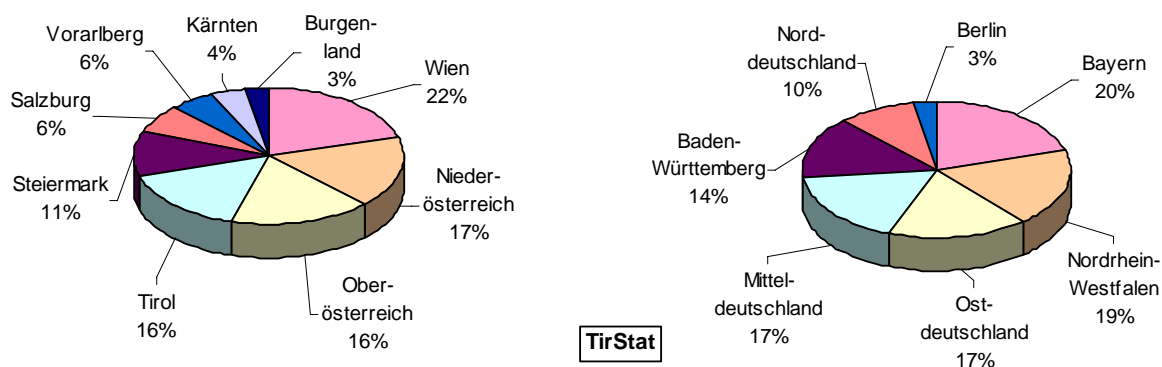 Vorarlberg
6%
Kärnten
4%
Burgen-
land
3%
Wien
22%
Nieder-
österreich
17%
Ober-
österreich
16%
Tirol
16%
Steiermark
11%
Salzburg
6%
TirStat
Nord-
deutschland
10%
Berlin
3%
Bayern
20%
Nordrhein-
Westfalen
19%
Ost-
deutschland
17%
Mittel-
deutschland
17%
Baden-
Württemberg
14%